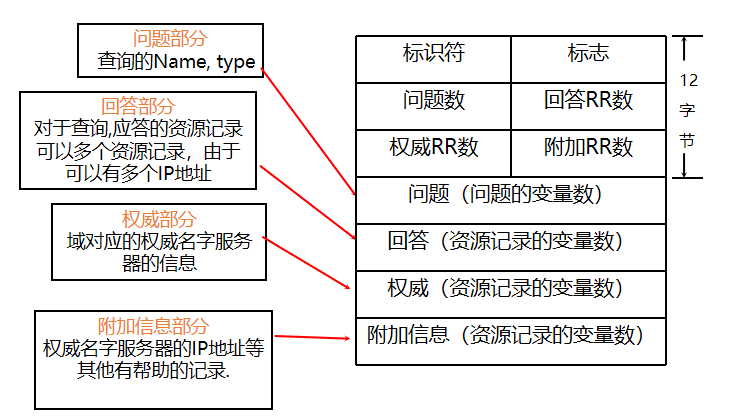 问题部分
查询的Name, type
回答部分
对于查询,应答的资源记录
可以多个资源记录，由于
可以有多个IP地址
权威部分
域对应的权威名字服务
器的信息
附加信息部分
权威名字服务器的IP地址等
其他有帮助的记录.
标识符 标志
问题数 回答RR数
权威RR数 附加RR数
问题（问题的变量数）
回答（资源记录的变量数）
权威（资源记录的变量数）
附加信息（资源记录的变量数）
12
字
节